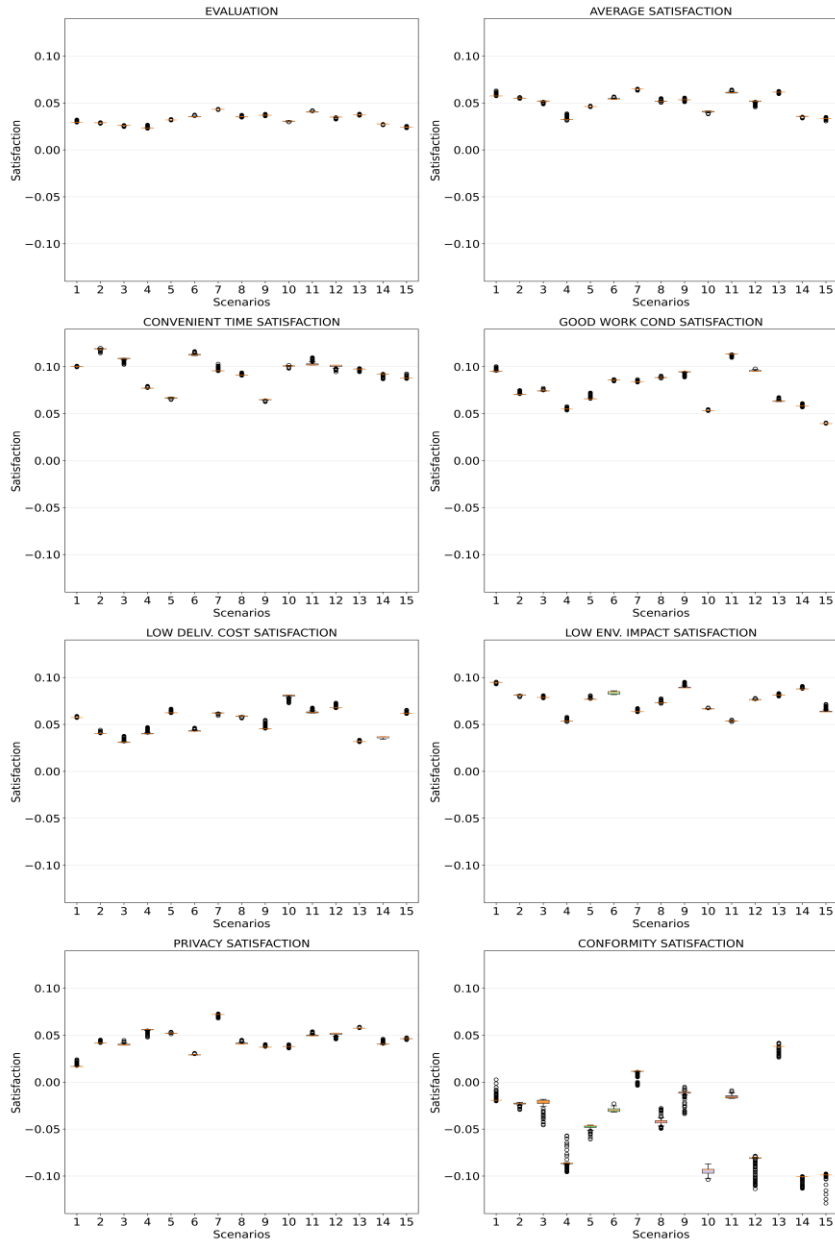 EVALUATION
AVERAGE SATISFACTION
0.10
0.05
0.00
−0.05
−0.10
Satisfaction
1 2 3 4 5 6 7 8 9 10 11 12 13 14 15
Scenarios
0.10
0.05
0.00
−0.05
−0.10
Satisfaction
1 2 3 4 5 6 7 8 9 10 11 12 13 14 15
Scenarios
CONVENIENT TIME SATISFACTION
GOOD WORK COND SATISFACTION
0.10
0.05
0.00
−0.05
−0.10
Satisfaction
1 2 3 4 5 6 7 8 9 10 11 12 13 14 15
Scenarios
0.10
0.05
0.00
−0.05
−0.10
Satisfaction
1 2 3 4 5 6 7 8 9 10 11 12 13 14 15
Scenarios
LOW DELIV. COST SATISFACTION
LOW ENV. IMPACT SATISFACTION
0.10
0.05
0.00
−0.05
−0.10
Satisfaction
1 2 3 4 5 6 7 8 9 10 11 12 13 14 15
Scenarios
0.10
0.05
0.00
−0.05
−0.10
Satisfaction
1 2 3 4 5 6 7 8 9 10 11 12 13 14 15
Scenarios
PRIVACY SATISFACTION
CONFORMITY SATISFACTION
0.10
0.05
0.00
−0.05
−0.10
Satisfaction
1 2 3 4 5 6 7 8 9 10 11 12 13 14 15
Scenarios
0.10
0.05
0.00
−0.05
−0.10
Satisfaction
1 2 3 4 5 6 7 8 9 10 11 12 13 14 15
Scenarios